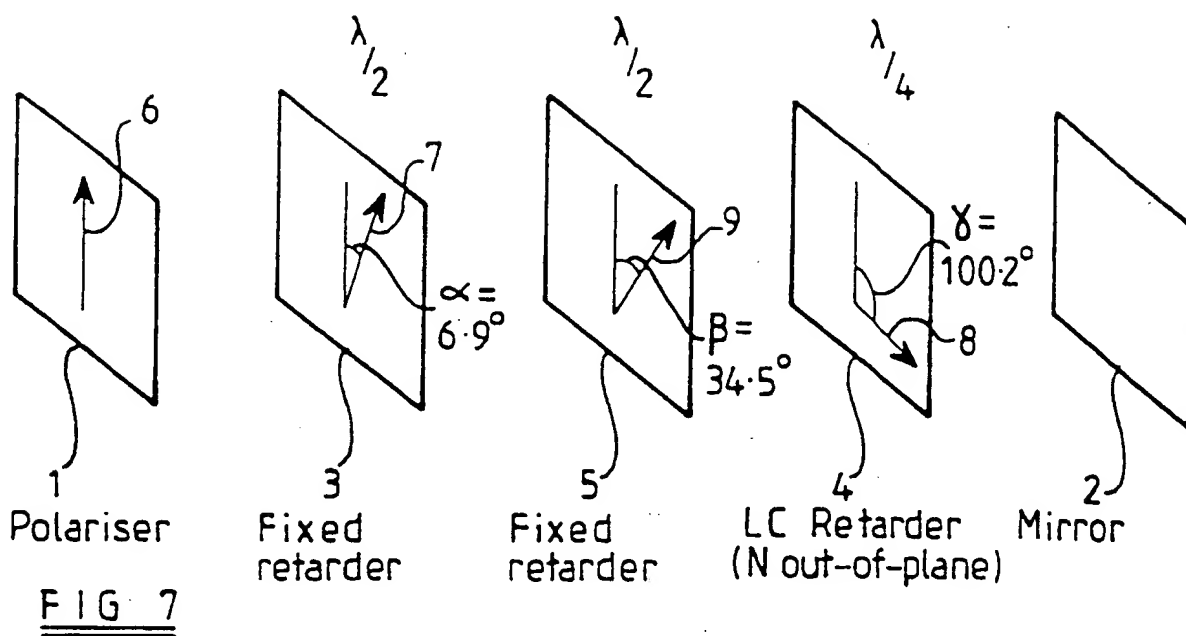 λ/2
λ/2
λ/4
6
7
9
α=
6·9°
β=
34·5°
γ=
100·2°
8
1
3
5
4
2
Polariser
Fixed
retarder
Fixed
retarder
LC Retarder
(N out-of-plane)
Mirror
FIG 7